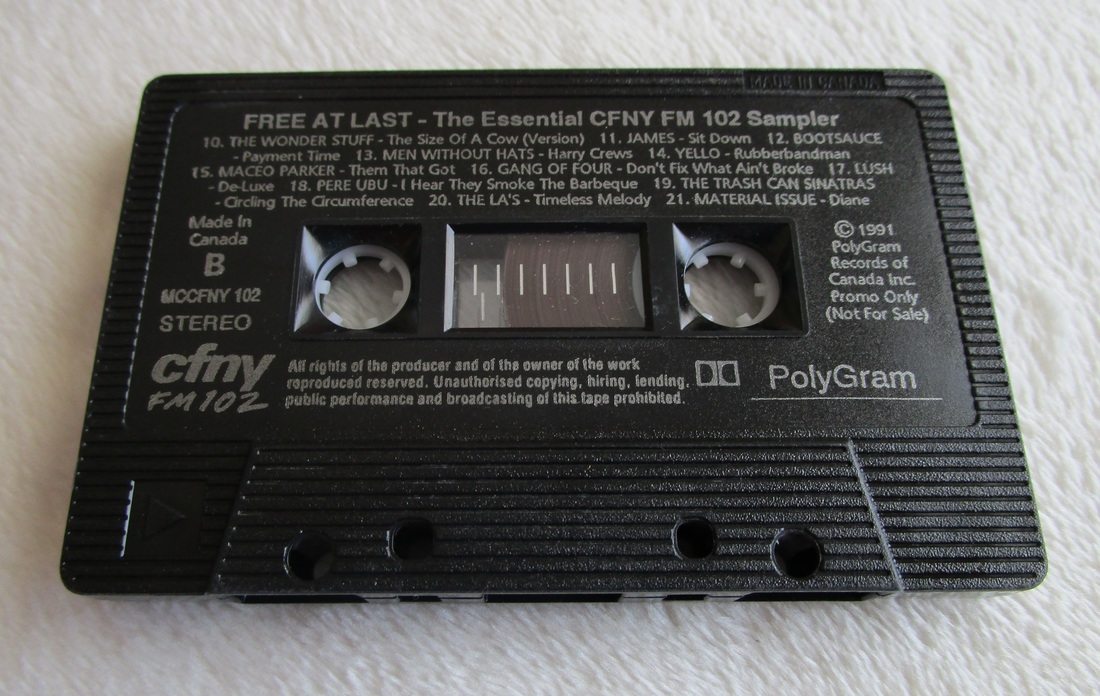 MADE IN CANADA
FREE AT LAST - The Essential CFNY FM 102 Sampler
10. THE WONDER STUFF - The Size Of A Cow (Version) 11. JAMES - Sit Down 12. BOOTSAUCE
- Payment Time 13. MEN WITHOUT HATS - Harry Crews 14. YELLO - Rubberbandman
15. MACEO PARKER - Them That Got 16. GANG OF FOUR - Don't Fix What Ain't Broke 17. LUSH
- De-Luxe 18. PERE UBU - I Hear They Smoke The Barbeque 19. THE TRASH CAN SINATRAS
- Circling The Circumference 20. THE LA'S - Timeless Melody 21. MATERIAL ISSUE - Diane
Made In
Canada
B
MCCFNY 102
STEREO
© 1991
PolyGram
Records of
Canada Inc.
Promo Only
(Not For Sale)
cfny
FM102
All rights of the producer and of the owner of the work
reproduced reserved. Unauthorised copying, hiring, lending,
public performance and broadcasting of this tape prohibited.
PolyGram